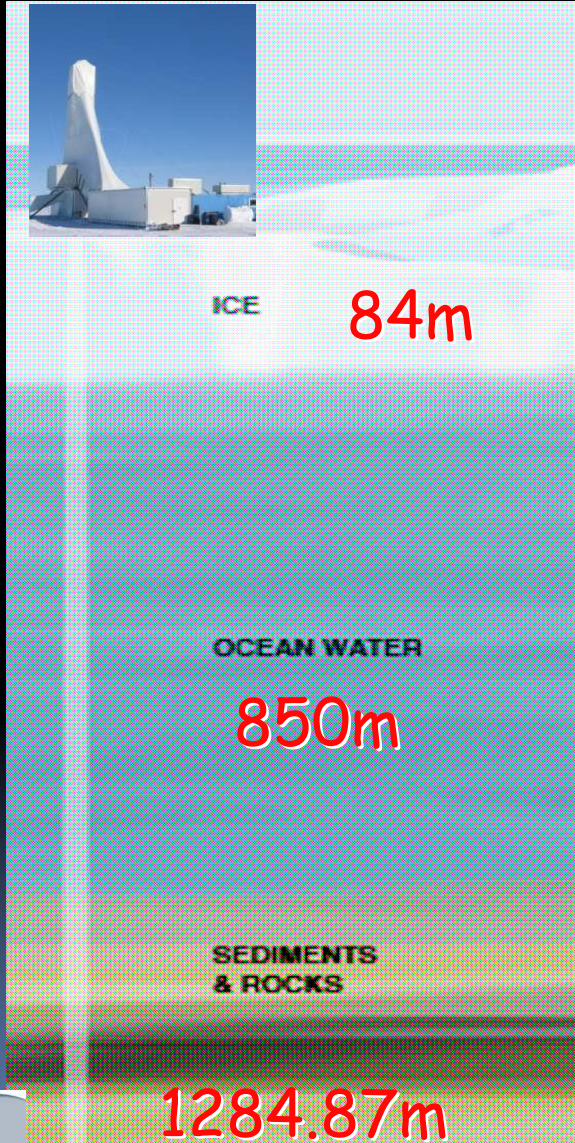 ICE 84m
OCEAN WATER
850m
SEDIMENTS
& ROCKS
1284.87m